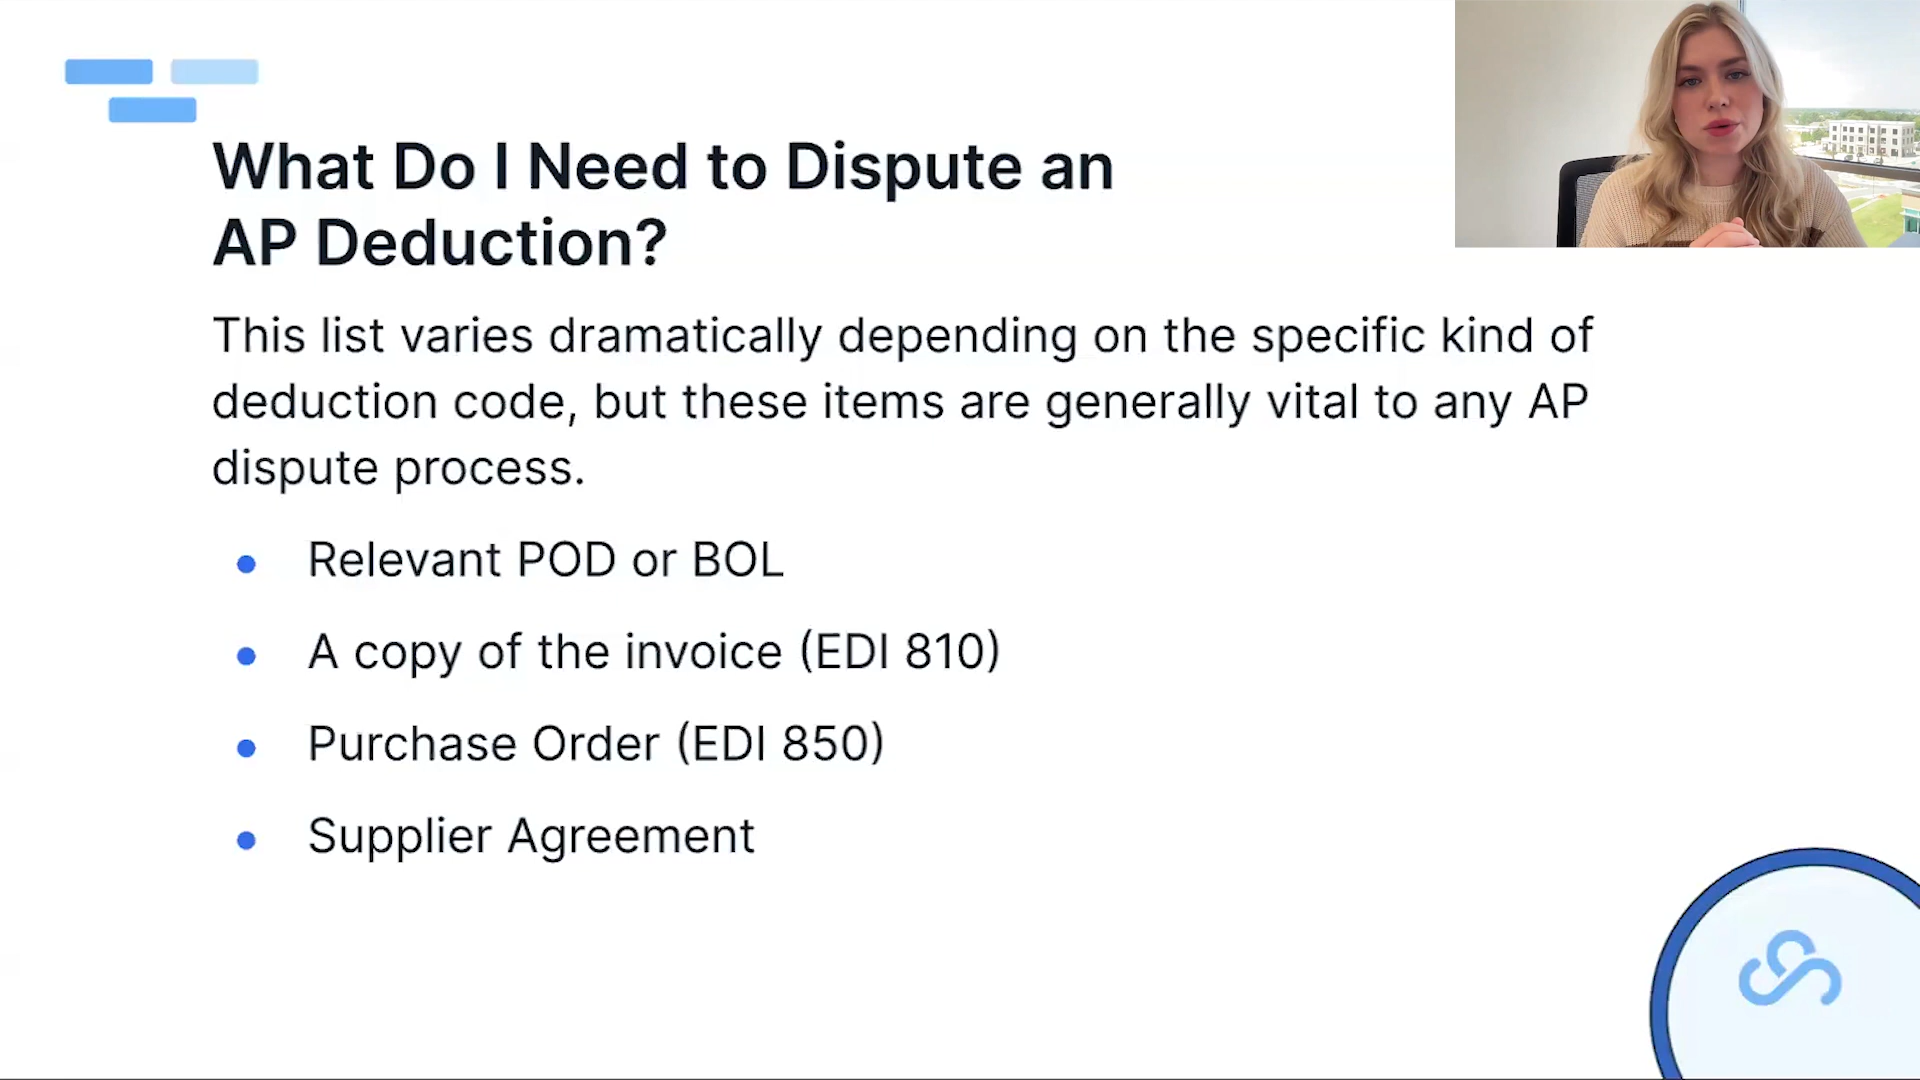 What Do I Need to Dispute an
AP Deduction?
This list varies dramatically depending on the specific kind of
deduction code, but these items are generally vital to any AP
dispute process.
Relevant POD or BOL
A copy of the invoice (EDI 810)
Purchase Order (EDI 850)
Supplier Agreement